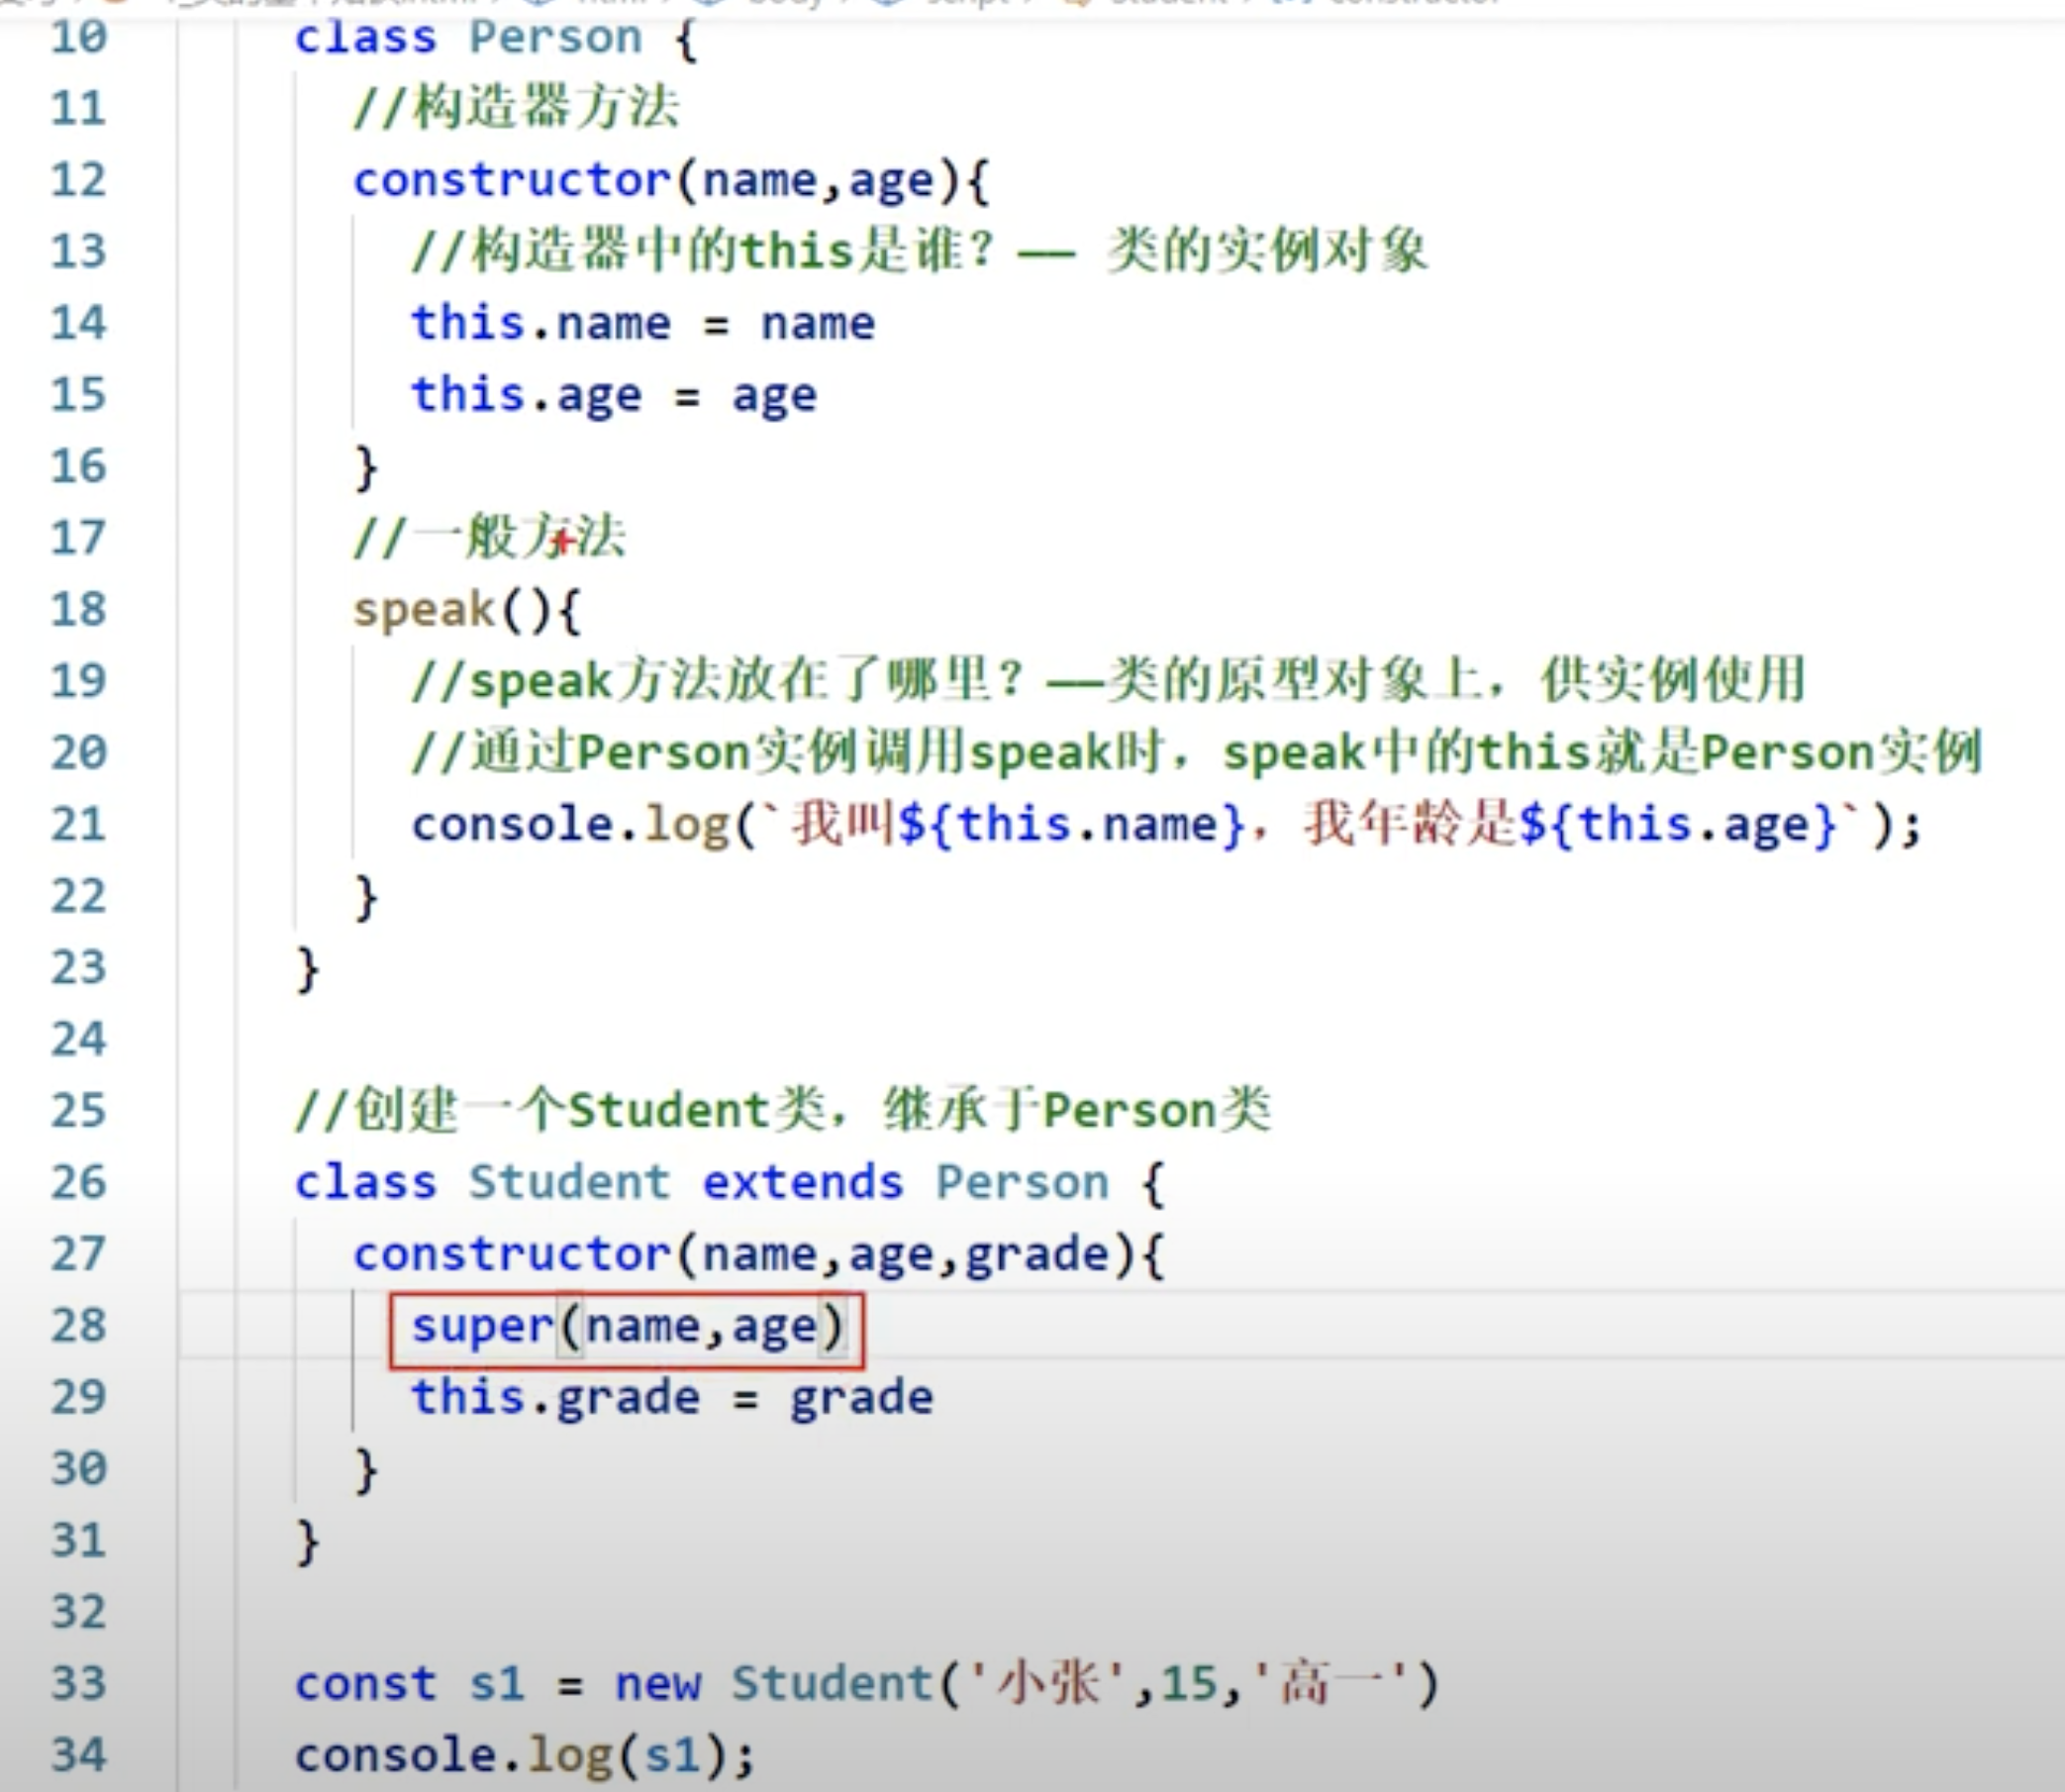 10 class Person {
11 //构造器方法
12 constructor(name,age){
13 //构造器中的this是谁？—— 类的实例对象
14 this.name = name
15 this.age = age
16 }
17 //一般方法
18 speak(){
19 //speak方法放在了哪里？——类的原型对象上，供实例使用
20 //通过Person实例调用speak时，speak中的this就是Person实例
21 console.log(`我叫${this.name}，我年龄是${this.age}`);
22 }
23 }
24
25 //创建一个Student类，继承于Person类
26 class Student extends Person {
27 constructor(name,age,grade){
28 super(name,age)
29 this.grade = grade
30 }
31 }
32
33 const s1 = new Student('小张',15,'高一')
34 console.log(s1);